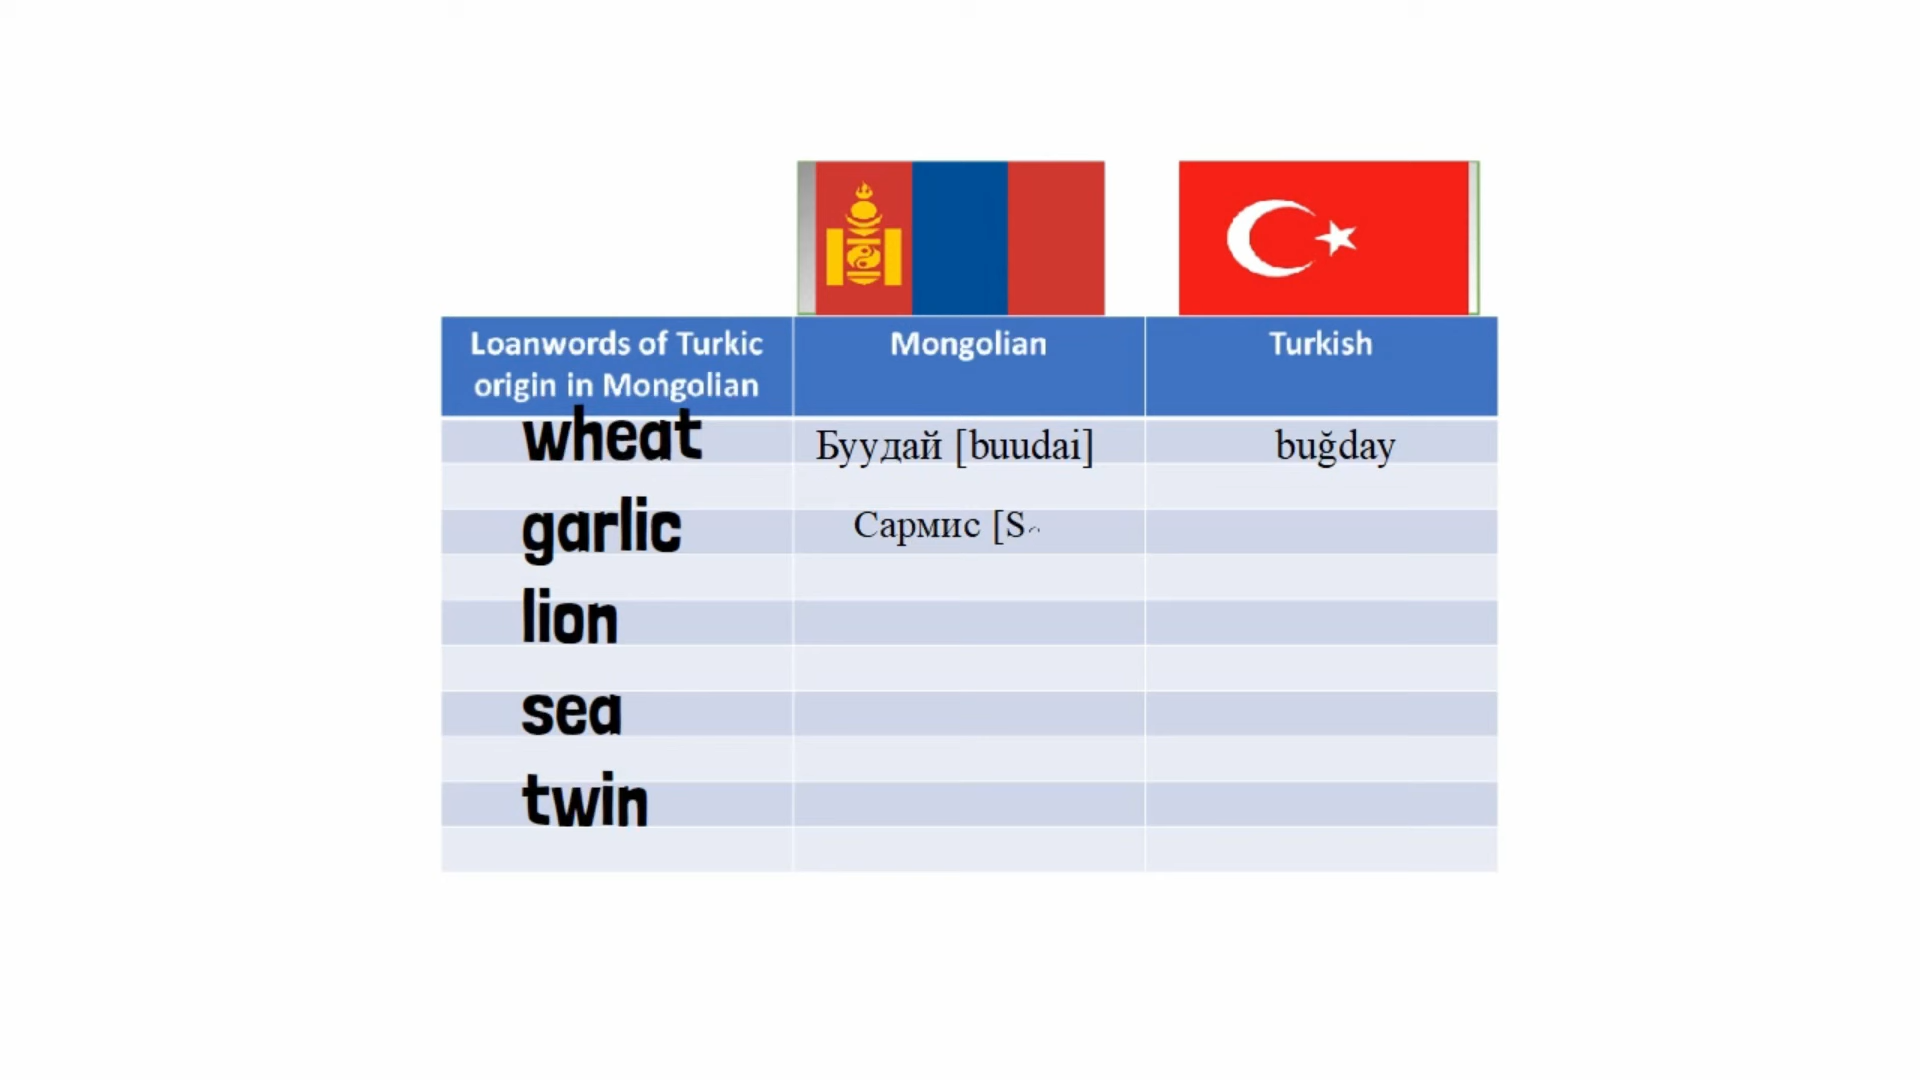 Loanwords of Turkic
origin in Mongolian
Mongolian
Turkish
wheat
Буудай [buudai]
buğday
garlic
Сармис [S
lion
sea
twin